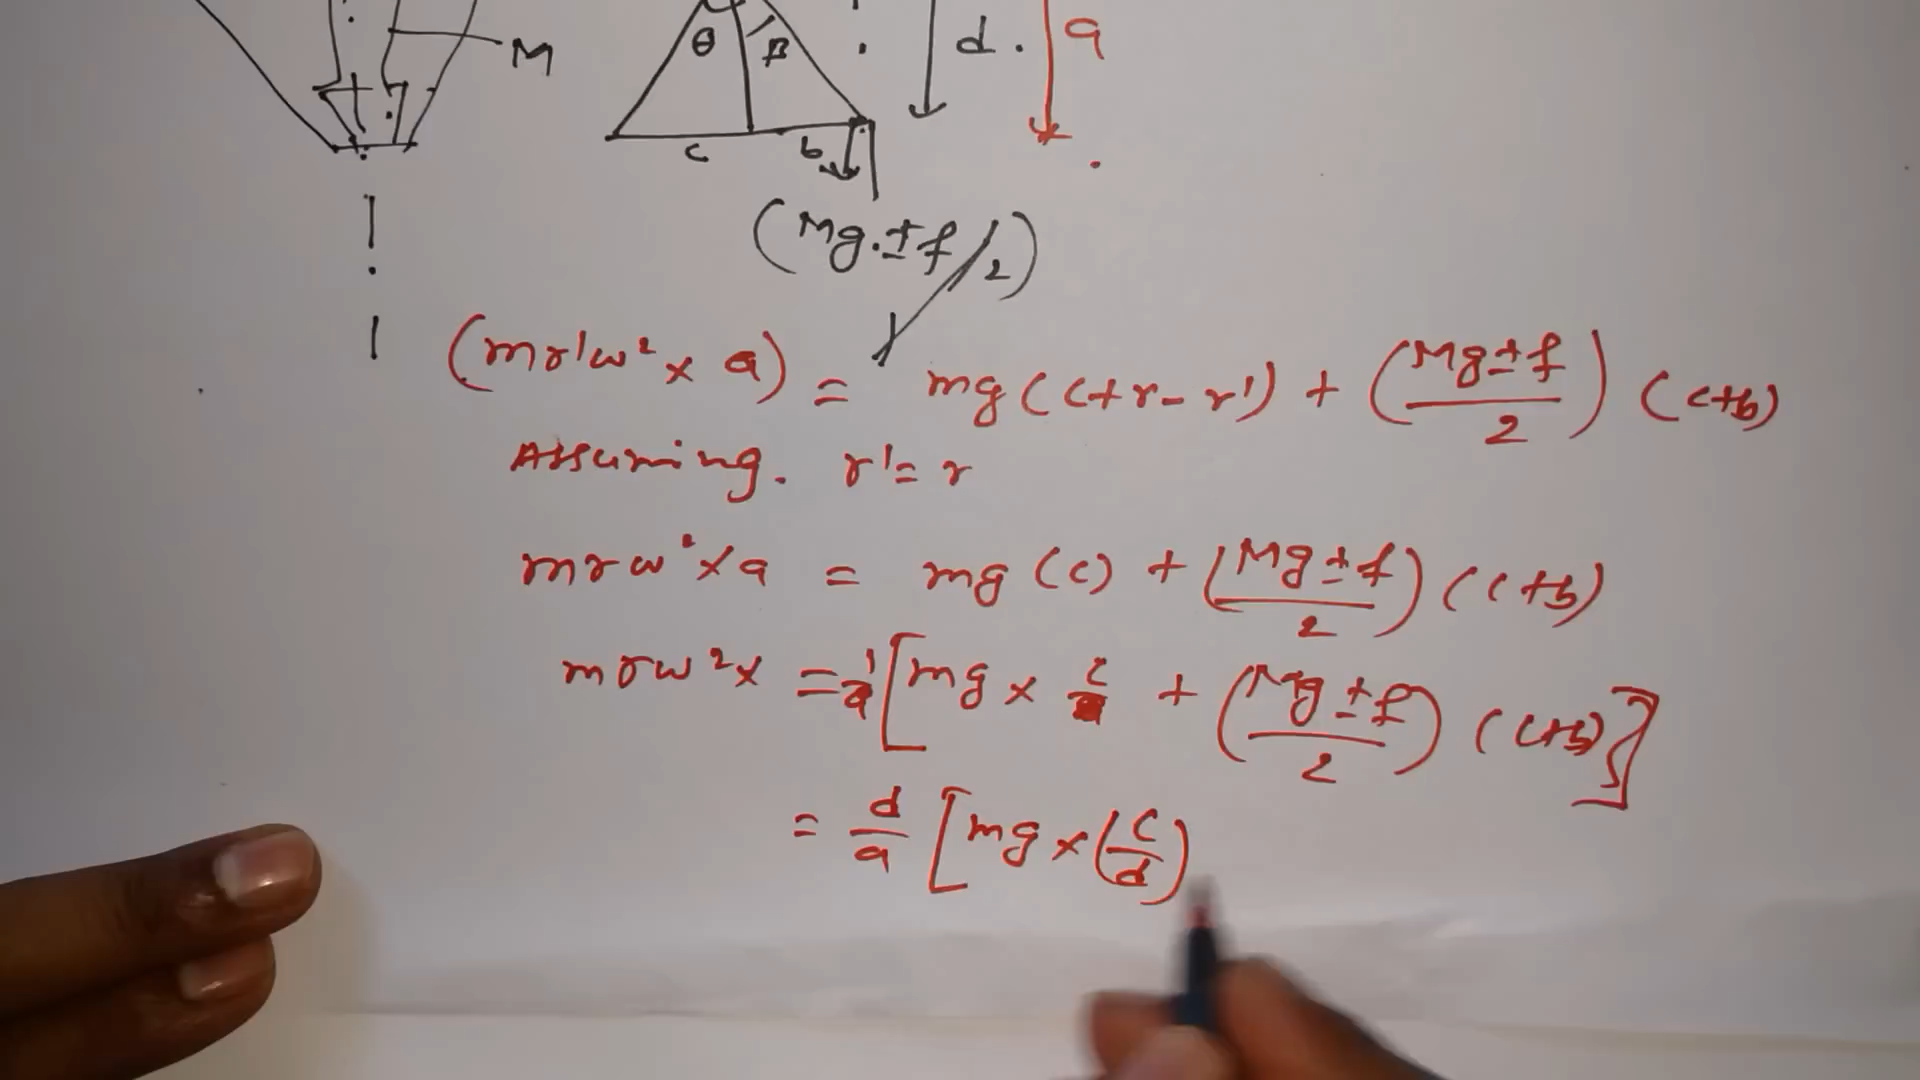 M
θ β
d. a
c b
(Mg.±f/2)
(mr'ω² × a) = mg(c+r-r') + (Mg±f/2)(c+b)
Assuming. r'=r
mrω²×a = mg(c) + (Mg±f/2)(c+b)
mrω²× = 1/a[mg × c + (Mg±f/2)(c+b)]
= d/a [mg×(c/d)